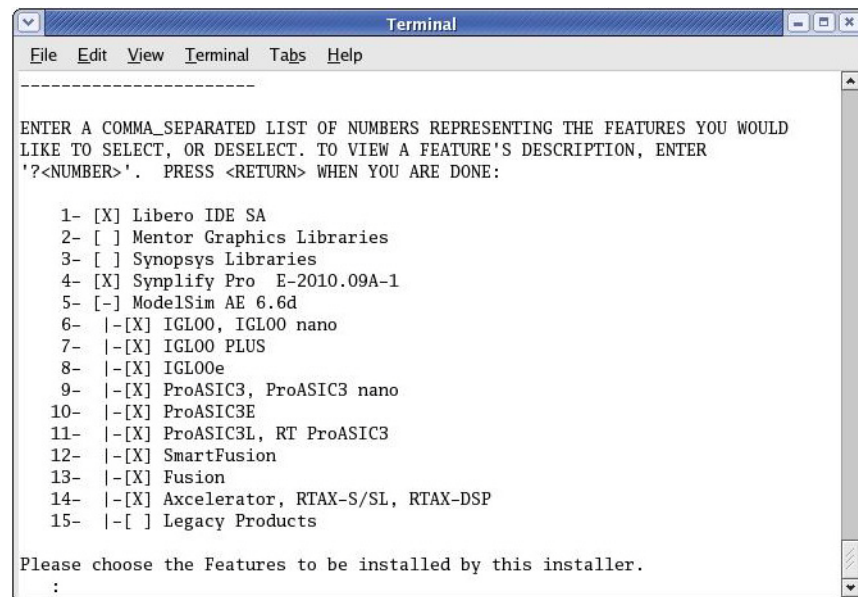 Terminal
File Edit View Terminal Tabs Help
-----------------------
ENTER A COMMA_SEPARATED LIST OF NUMBERS REPRESENTING THE FEATURES YOU WOULD
LIKE TO SELECT, OR DESELECT. TO VIEW A FEATURE'S DESCRIPTION, ENTER
'?<NUMBER>'.  PRESS <RETURN> WHEN YOU ARE DONE:
1- [X] Libero IDE SA
2- [ ] Mentor Graphics Libraries
3- [ ] Synopsys Libraries
4- [X] Synplify Pro  E-2010.09A-1
5- [-] ModelSim AE 6.6d
6-  |-[X] IGLOO, IGLOO nano
7-  |-[X] IGLOO PLUS
8-  |-[X] IGLOOe
9-  |-[X] ProASIC3, ProASIC3 nano
10-  |-[X] ProASIC3E
11-  |-[X] ProASIC3L, RT ProASIC3
12-  |-[X] SmartFusion
13-  |-[X] Fusion
14-  |-[X] Axcelerator, RTAX-S/SL, RTAX-DSP
15-  |-[ ] Legacy Products
Please choose the Features to be installed by this installer.
: